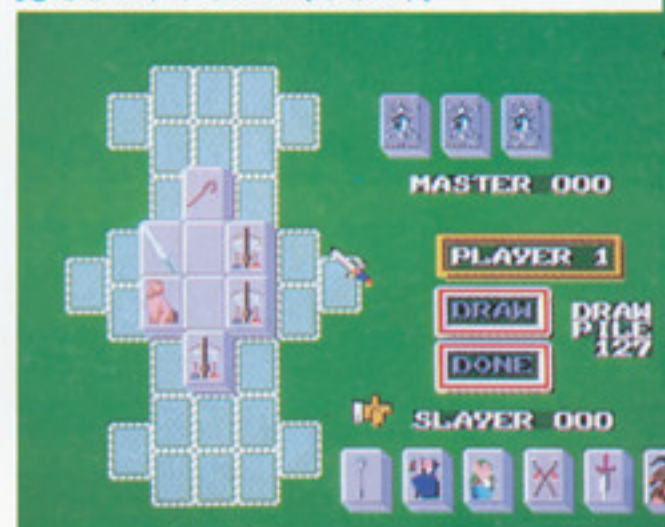 MASTER 000
PLAYER 1
DRAW
DRAW
PILE
127
DONE
SLAYER 000